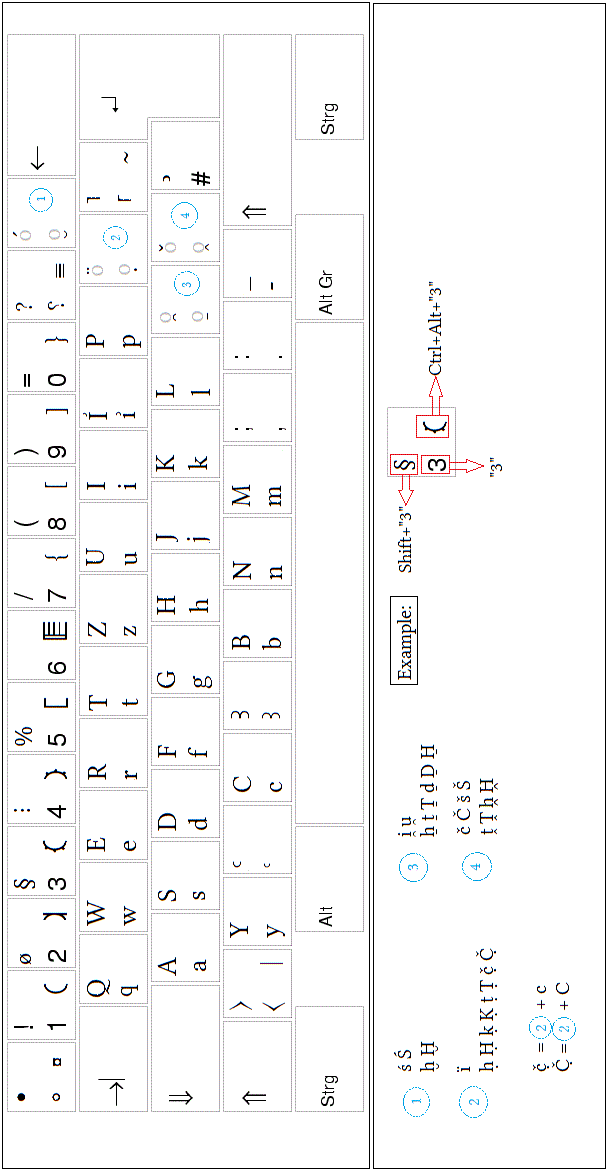 ● ! ø § ⋮ % / ( ) = ? 1
° ¤ 1 ( 2 3 4 5 [ 6 7 { 8 [ 9 ] 0 } ⸮ ≡ ←
Q W E R T Z U I P 2
q w e r t z u i p ~
A S D F G H J K L 3 4 ʾ
a s d f g h j k l #
> Y ʿ C Ȝ B N M ; : _
< | y ʿ c ȝ b n m , . -
Strg Alt Alt Gr Strg
1 ś Ś
ḫ Ḫ
2 ï
ḥ Ḥ ḳ Ḳ ṭ Ṭ č̣ Č̣
č̣ = 2 + c
Č̣ = 2 + C
3 i̯ u̯
ẖ ṯ Ṯ ḏ Ḏ H̱
4 č Č š Š
ṱ Ṱ h̭ H̭
Example:
§
3
Shift+"3"
"3"
Ctrl+Alt+"3"